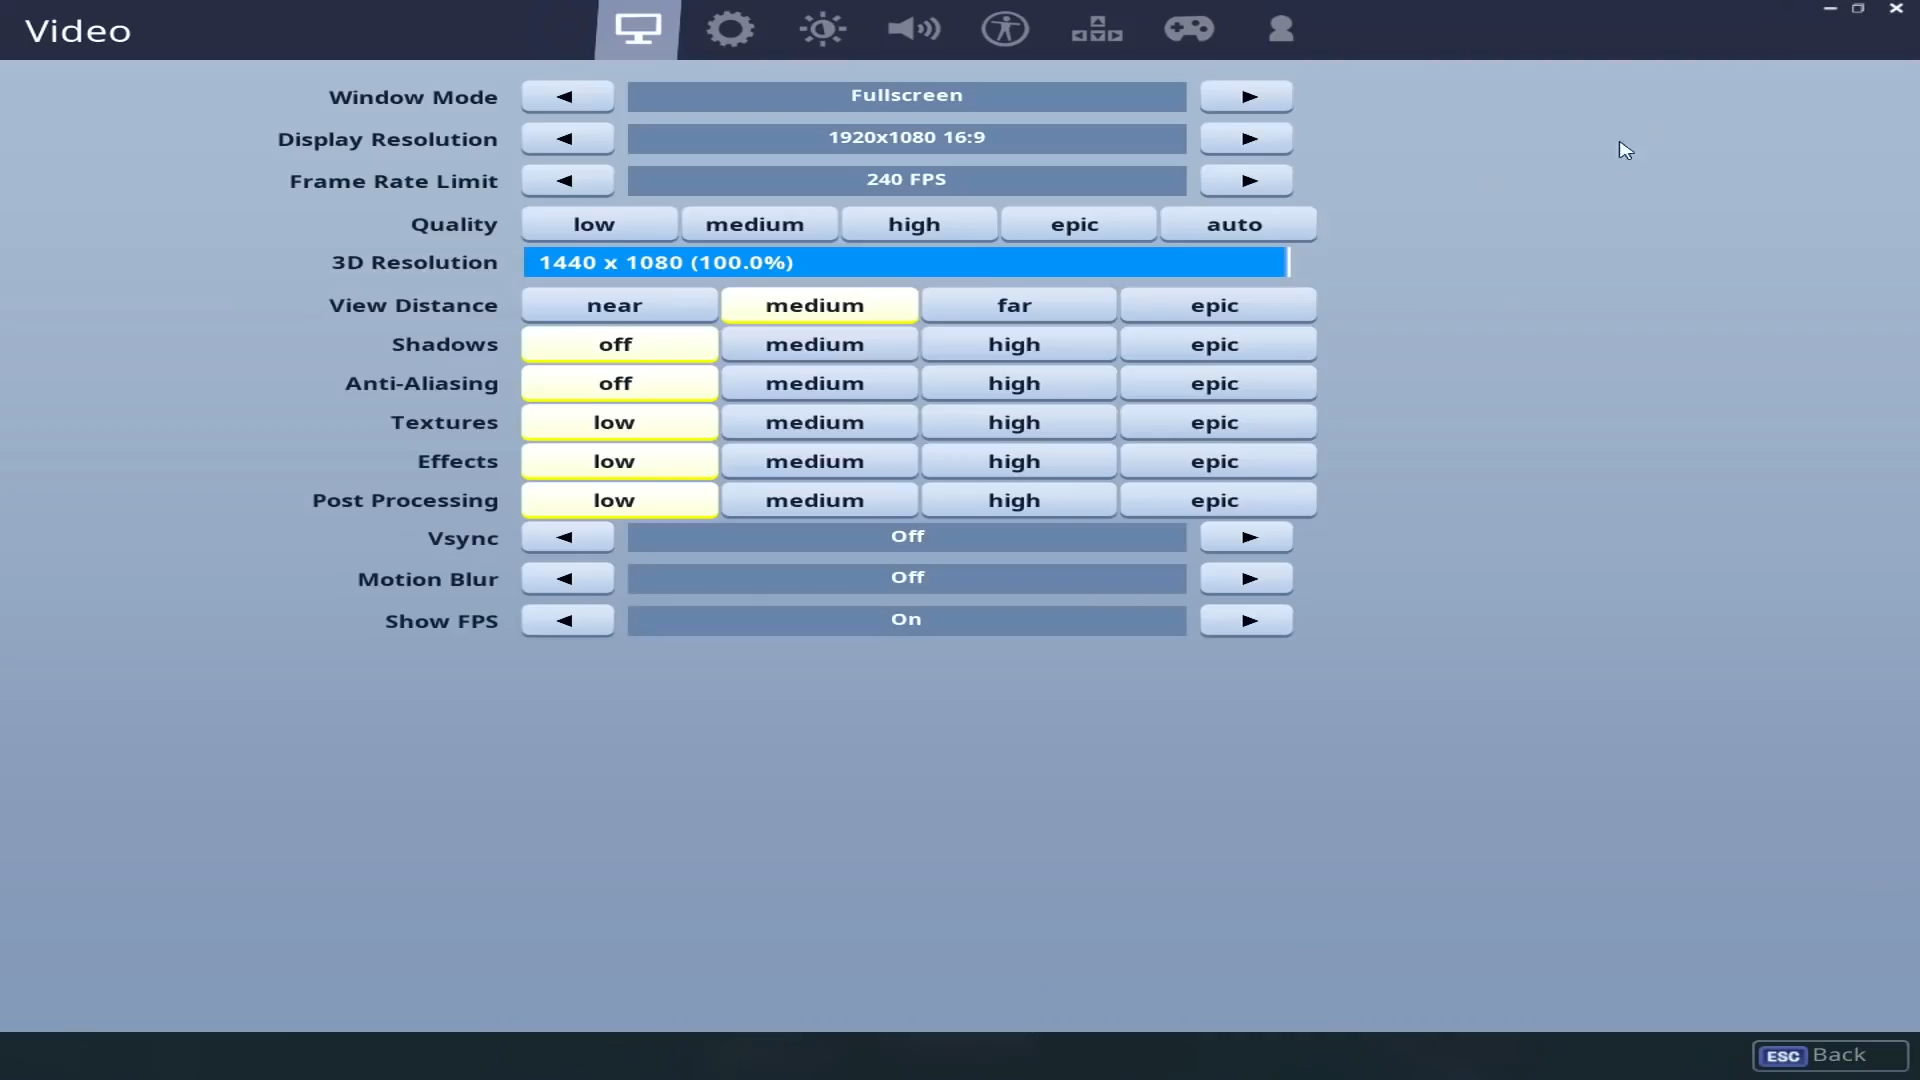 Video
Window Mode Fullscreen
Display Resolution 1920x1080 16:9
Frame Rate Limit 240 FPS
Quality low medium high epic auto
3D Resolution 1440 x 1080 (100.0%)
View Distance near medium far epic
Shadows off medium high epic
Anti-Aliasing off medium high epic
Textures low medium high epic
Effects low medium high epic
Post Processing low medium high epic
Vsync Off
Motion Blur Off
Show FPS On
ESC Back